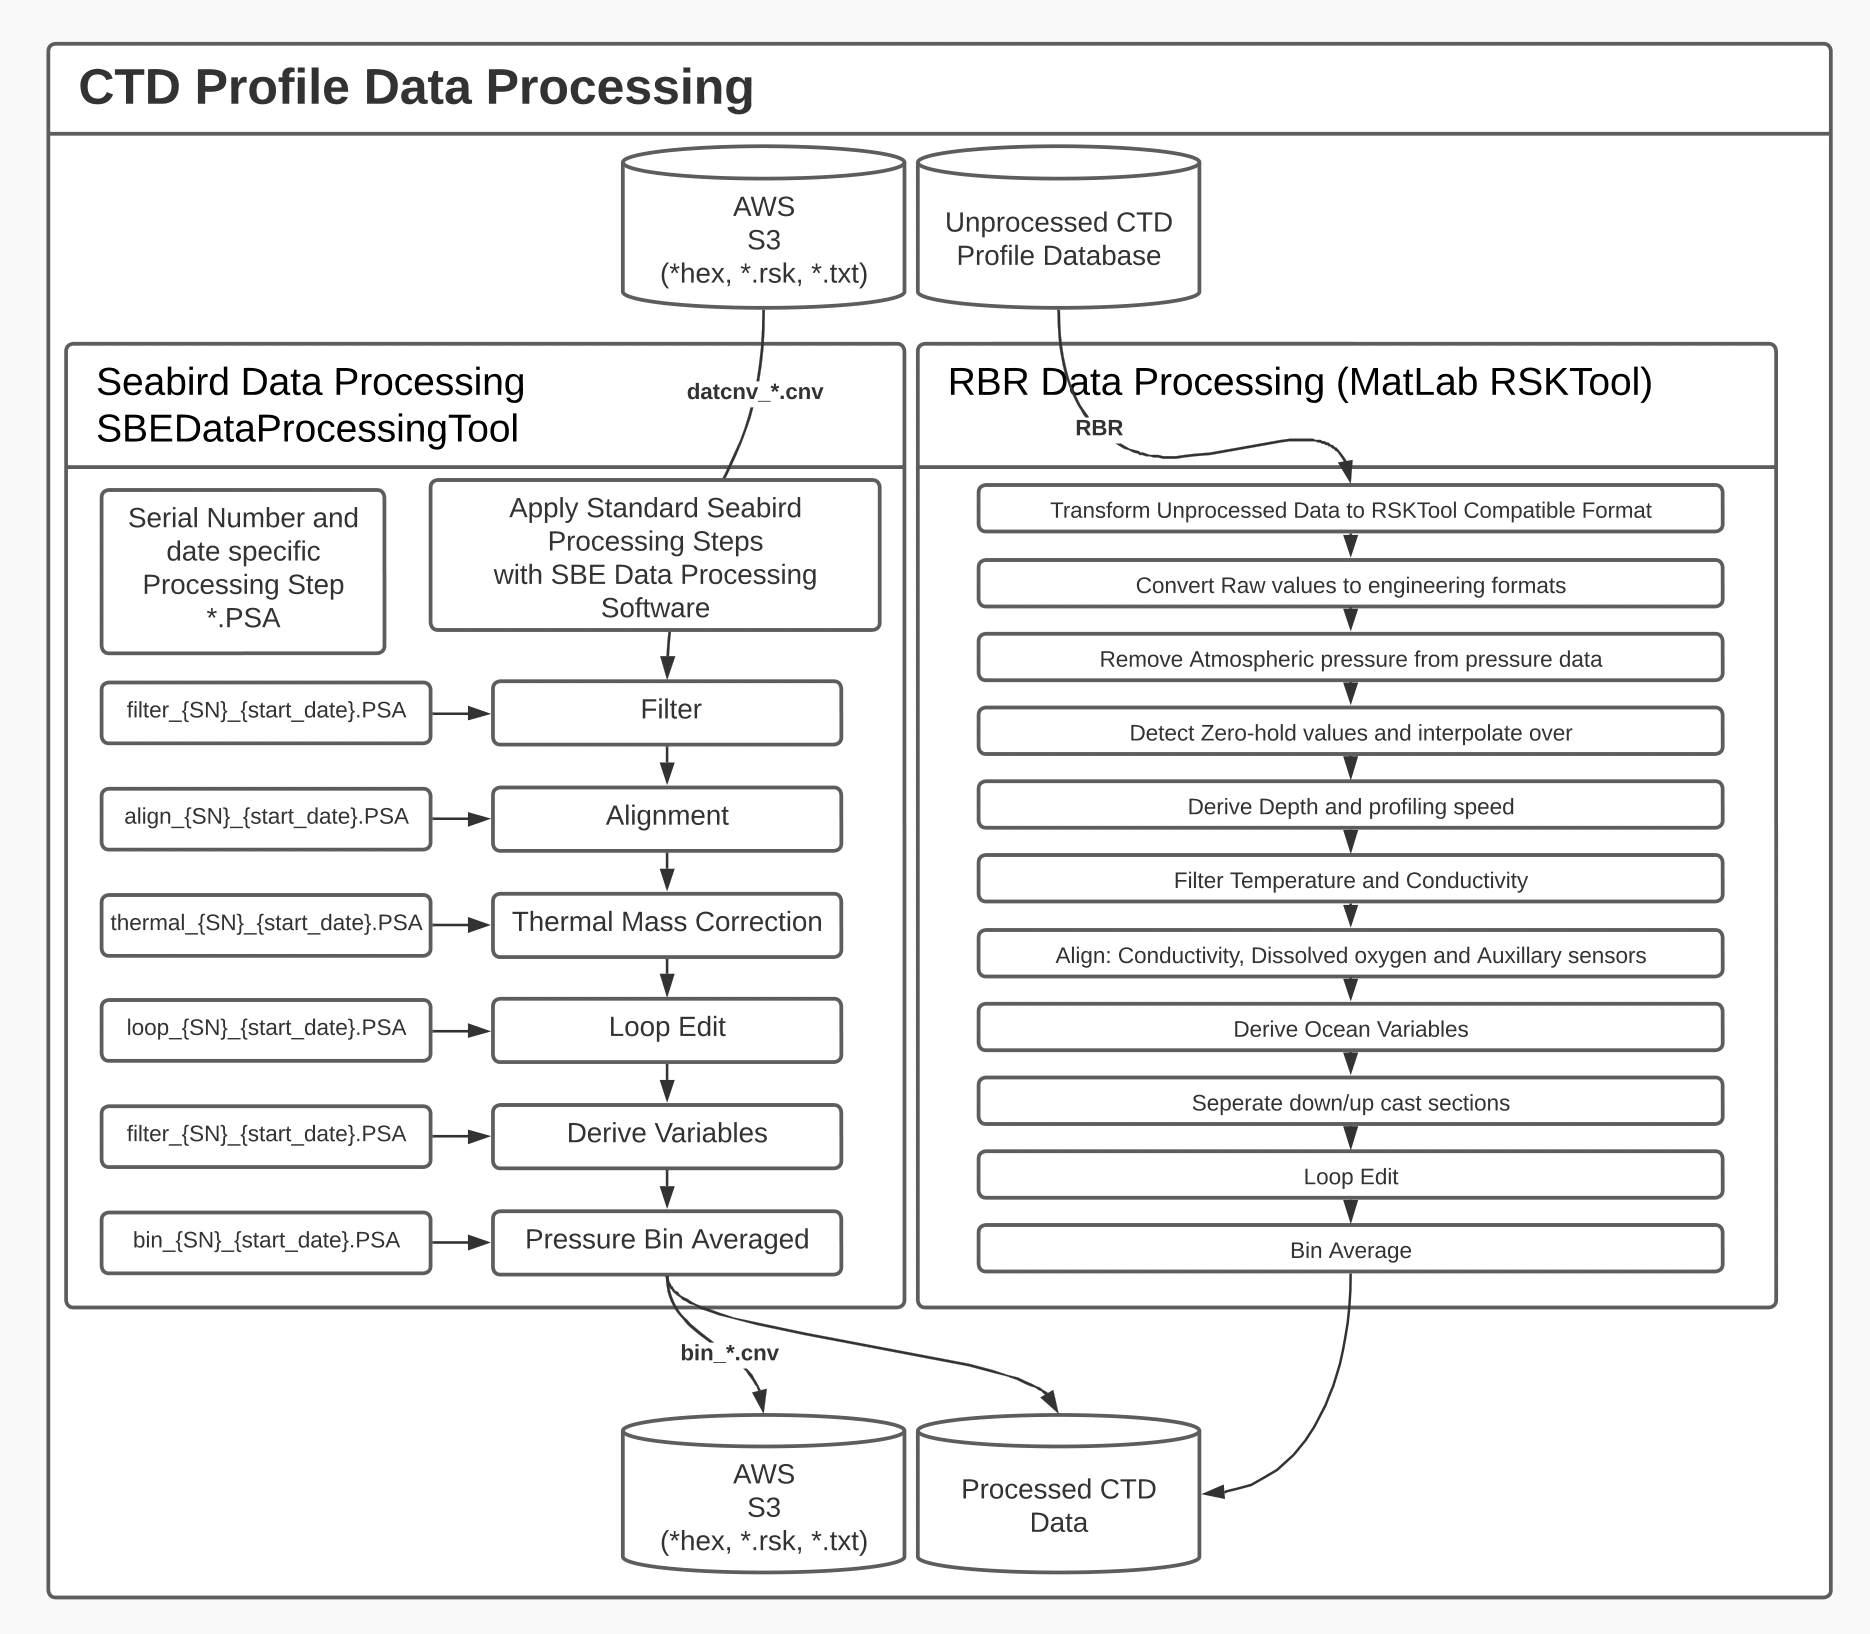 CTD Profile Data Processing
AWS
S3
(*hex, *.rsk, *.txt)
Unprocessed CTD
Profile Database
Seabird Data Processing
SBEDataProcessingTool
datcnv_*.cnv
Serial Number and
date specific
Processing Step
*.PSA
Apply Standard Seabird
Processing Steps
with SBE Data Processing
Software
filter_{SN}_{start_date}.PSA
Filter
align_{SN}_{start_date}.PSA
Alignment
thermal_{SN}_{start_date}.PSA
Thermal Mass Correction
loop_{SN}_{start_date}.PSA
Loop Edit
filter_{SN}_{start_date}.PSA
Derive Variables
bin_{SN}_{start_date}.PSA
Pressure Bin Averaged
RBR Data Processing (MatLab RSKTool)
RBR
Transform Unprocessed Data to RSKTool Compatible Format
Convert Raw values to engineering formats
Remove Atmospheric pressure from pressure data
Detect Zero-hold values and interpolate over
Derive Depth and profiling speed
Filter Temperature and Conductivity
Align: Conductivity, Dissolved oxygen and Auxillary sensors
Derive Ocean Variables
Seperate down/up cast sections
Loop Edit
Bin Average
bin_*.cnv
AWS
S3
(*hex, *.rsk, *.txt)
Processed CTD
Data